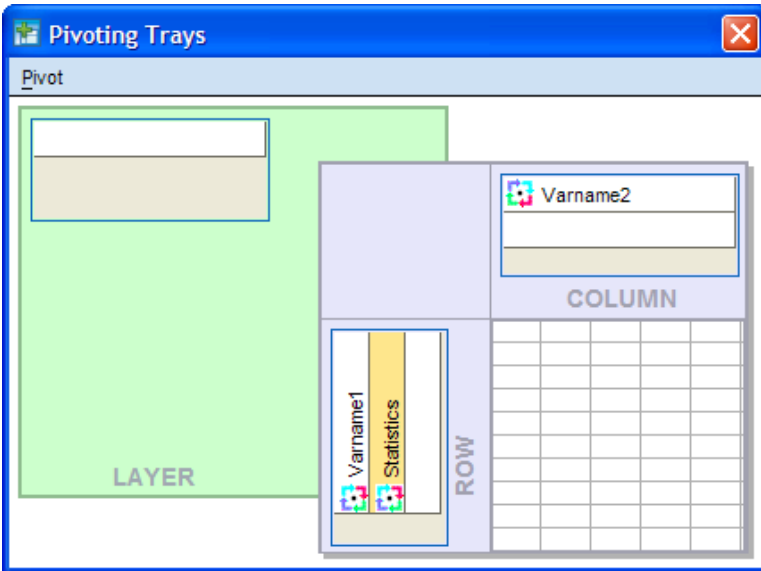 Pivoting Trays
Pivot
Varname2
COLUMN
Varname1
Statistics
ROW
LAYER